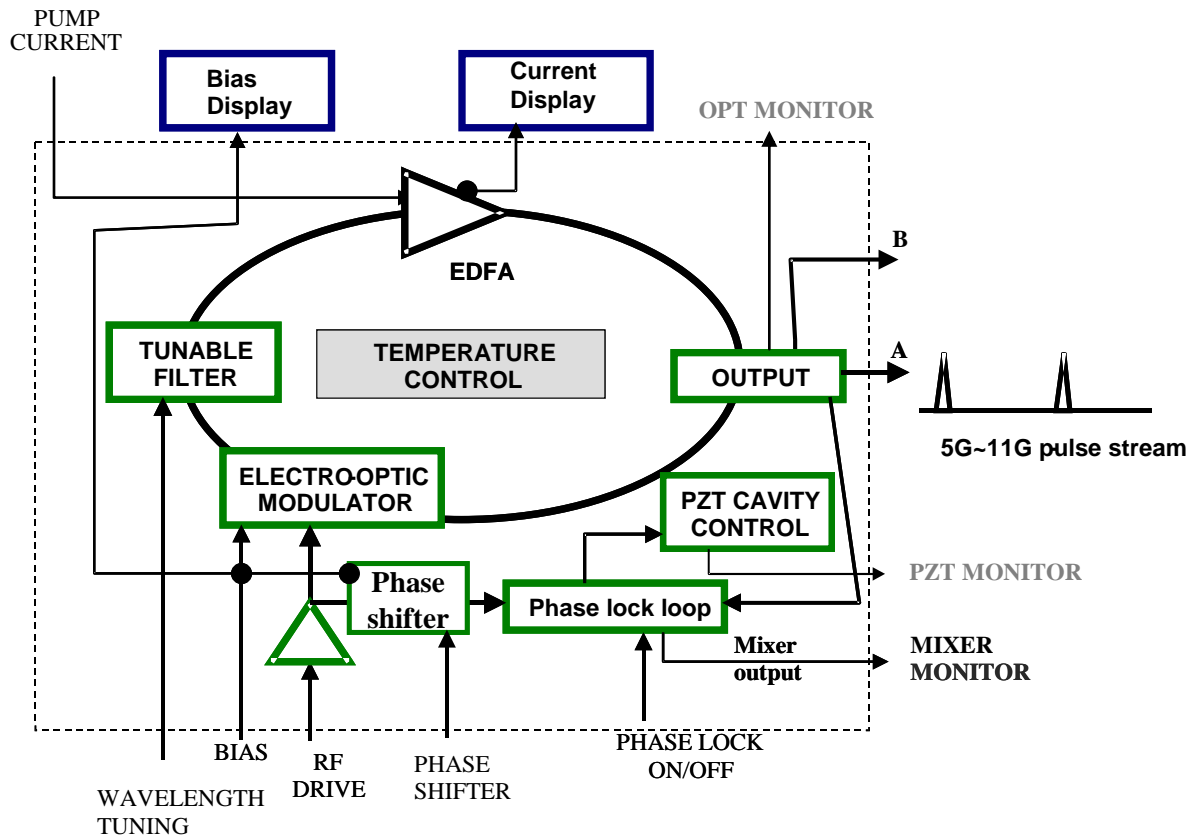 PUMP
CURRENT
Bias
Display
Current
Display
OPT MONITOR
B
EDFA
TUNABLE
FILTER
TEMPERATURE
CONTROL
OUTPUT
A
5G~11G pulse stream
ELECTRO-OPTIC
MODULATOR
PZT CAVITY
CONTROL
PZT MONITOR
Phase
shifter
Phase lock loop
Mixer
output
MIXER
MONITOR
BIAS
RF
DRIVE
PHASE
SHIFTER
PHASE LOCK
ON/OFF
WAVELENGTH
TUNING